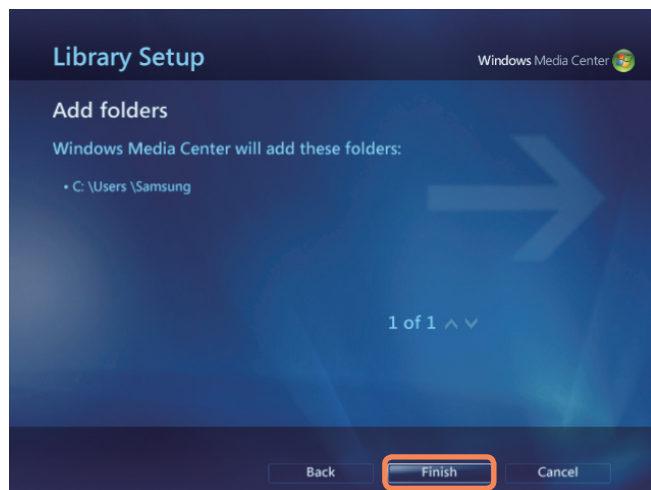 Library Setup
Windows Media Center
Add folders
Windows Media Center will add these folders:
• C: \Users \Samsung
1 of 1
Back Finish Cancel